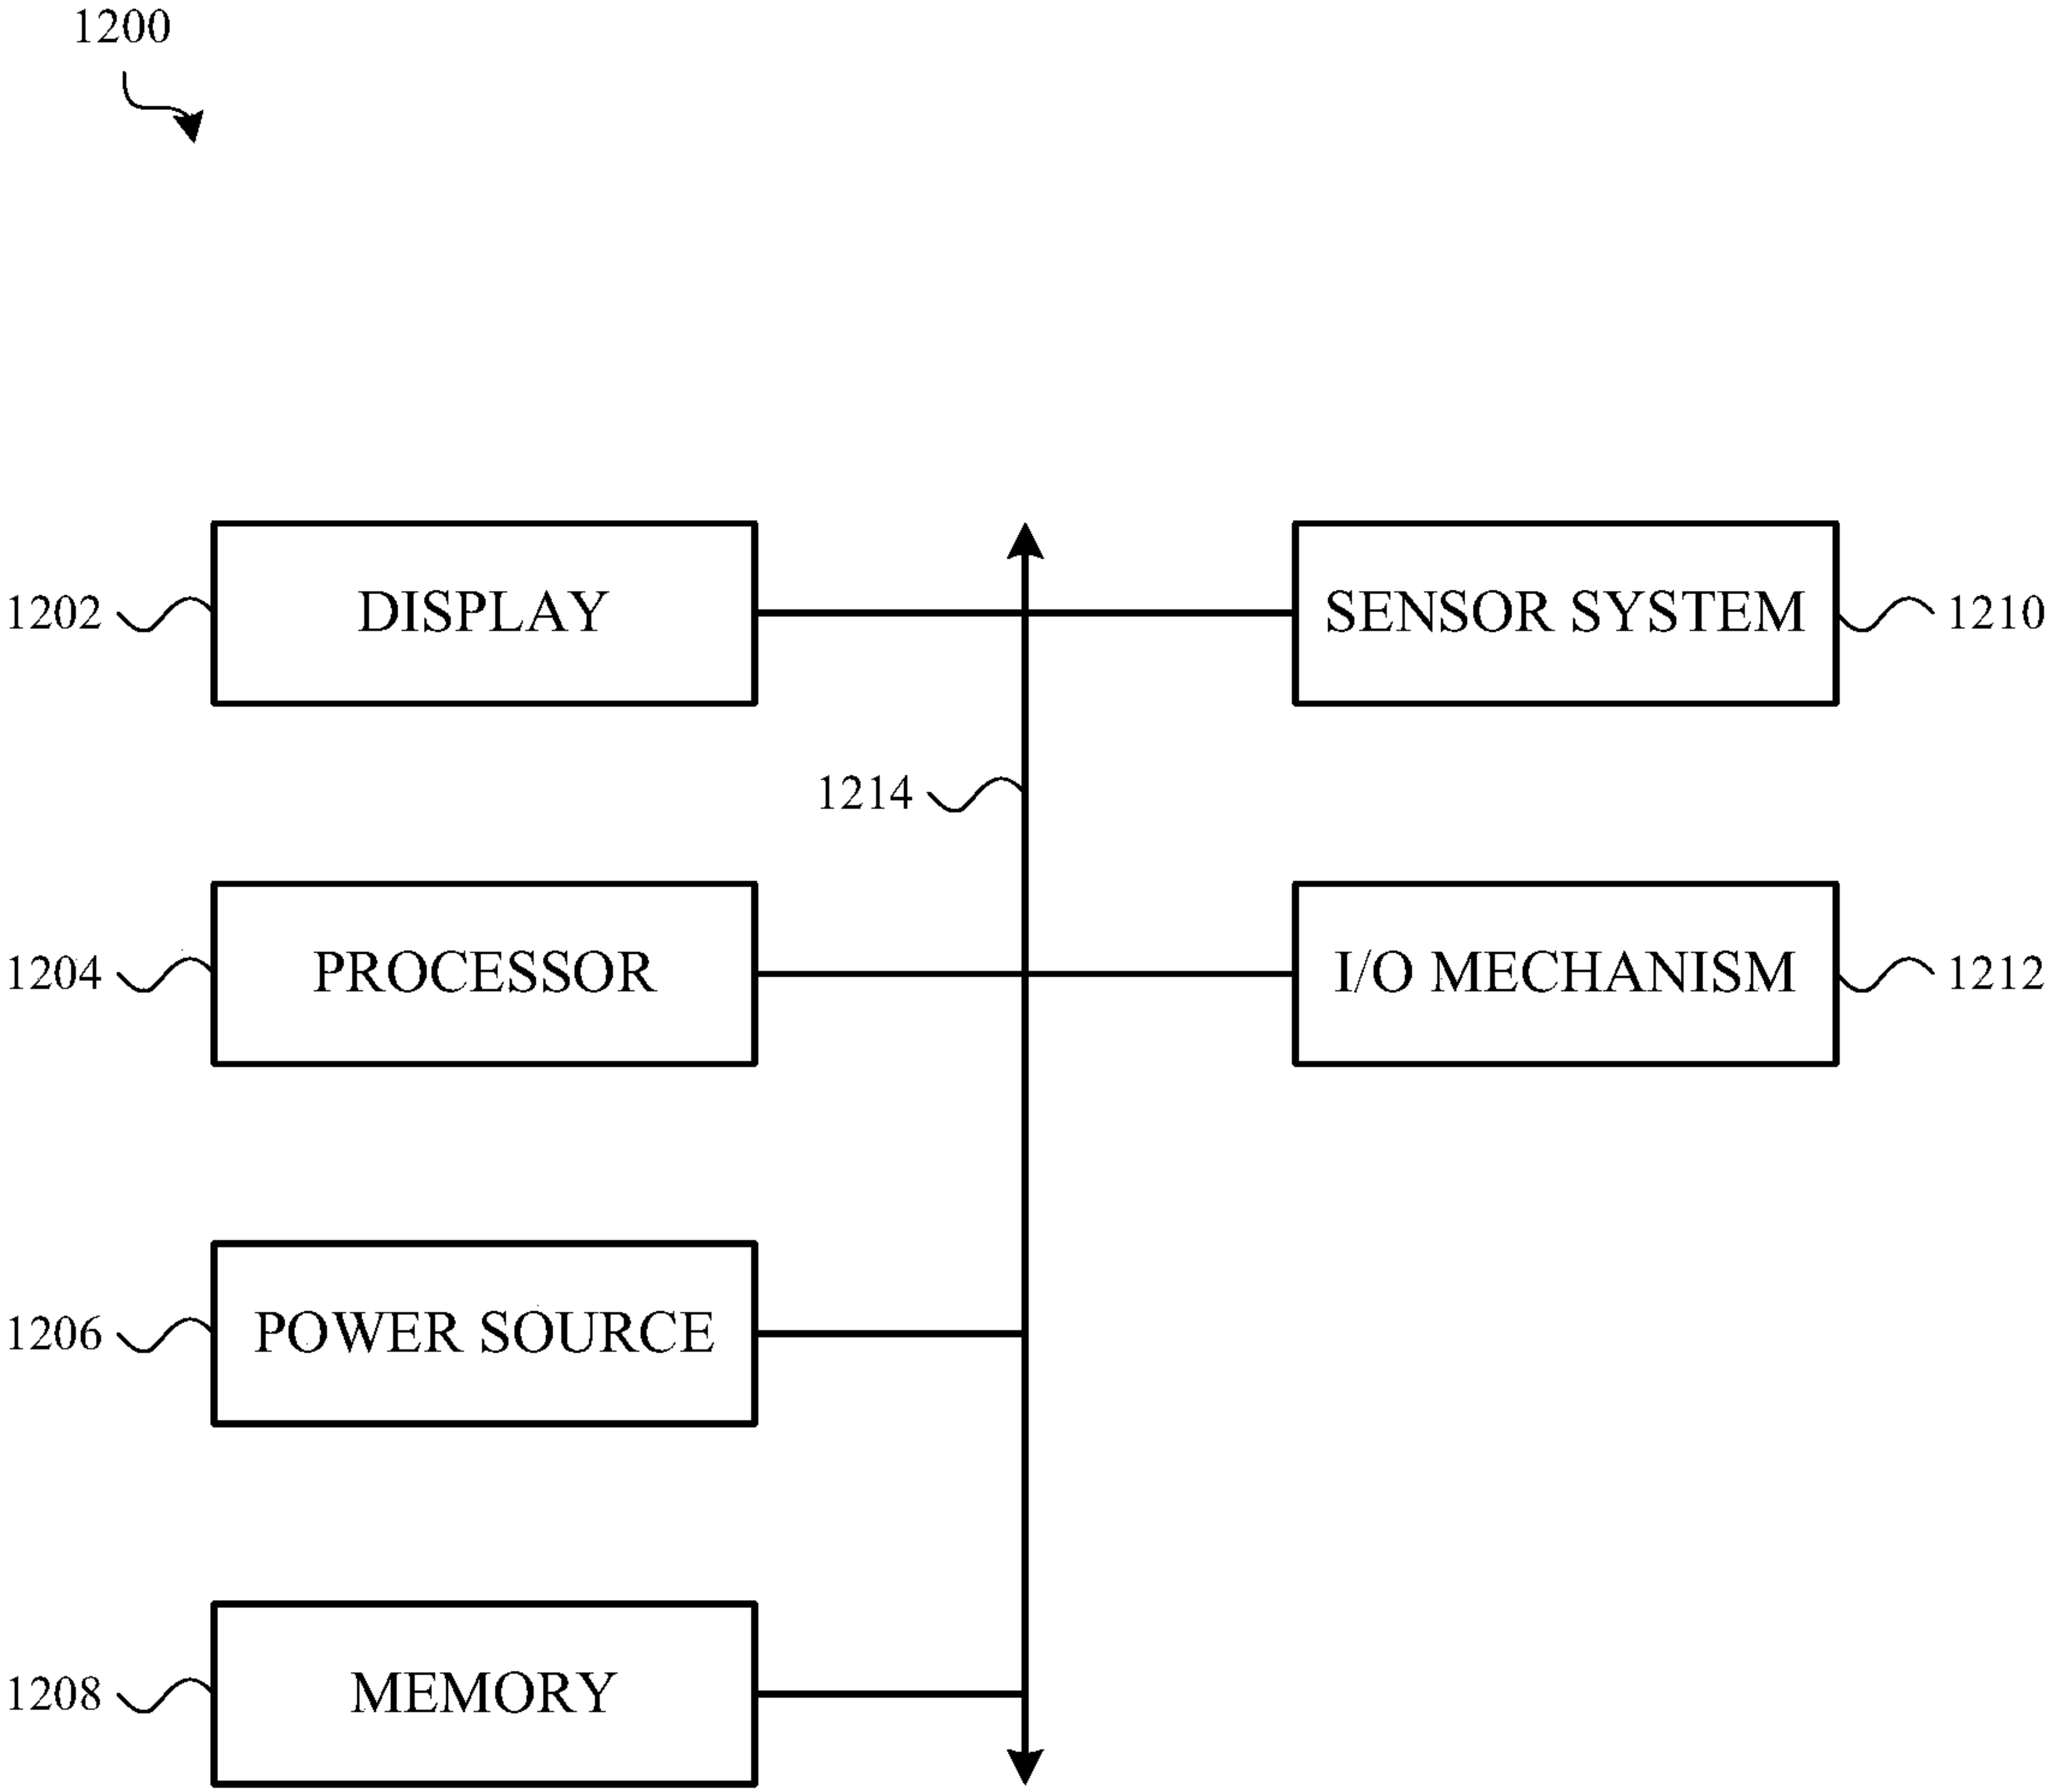 1200
1202 DISPLAY SENSOR SYSTEM 1210
1214
1204 PROCESSOR I/O MECHANISM 1212
1206 POWER SOURCE
1208 MEMORY